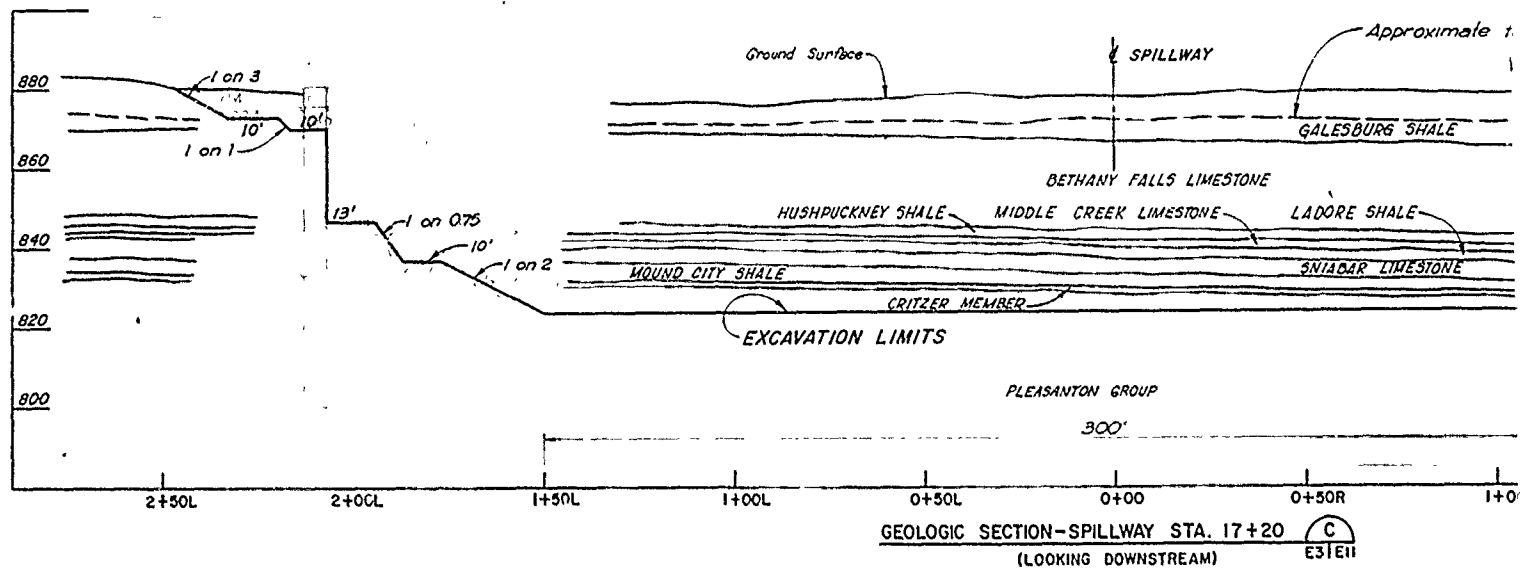 Approximate
Ground Surface
℄ SPILLWAY
880
1 on 3
10'
10'
1 on 1
GALESBURG SHALE
860
BETHANY FALLS LIMESTONE
13'
1 on 0.75
HUSHPUCKNEY SHALE
MIDDLE CREEK LIMESTONE
LADORE SHALE
840
10'
1 on 2
MOUND CITY SHALE
SNIABAR LIMESTONE
CRITZER MEMBER
820
EXCAVATION LIMITS
PLEASANTON GROUP
800
300'
2+50L 2+00L 1+50L 1+00L 0+50L 0+00 0+50R
GEOLOGIC SECTION-SPILLWAY STA. 17+20 C
(LOOKING DOWNSTREAM) E3 E11